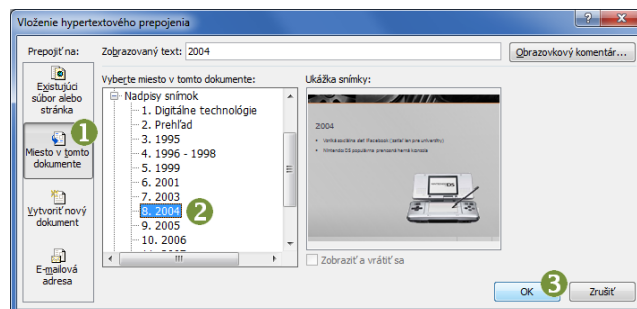 Vloženie hypertextového prepojenia
Prepojiť na:
Zobrazovaný text: 2004
Obrazovkový komentár...
Existujúci
súbor alebo
stránka
Miesto v tomto
dokumente
Vytvoriť nový
dokument
E-mailová
adresa
Vyberte miesto v tomto dokumente:
Nadpisy snímok
1. Digitálne technológie
2. Prehľad
3. 1995
4. 1996 - 1998
5. 1999
6. 2001
7. 2003
8. 2004
9. 2005
10. 2006
Ukážka snímky:
2004
Zobraziť a vrátiť sa
1
2
3
OK
Zrušiť